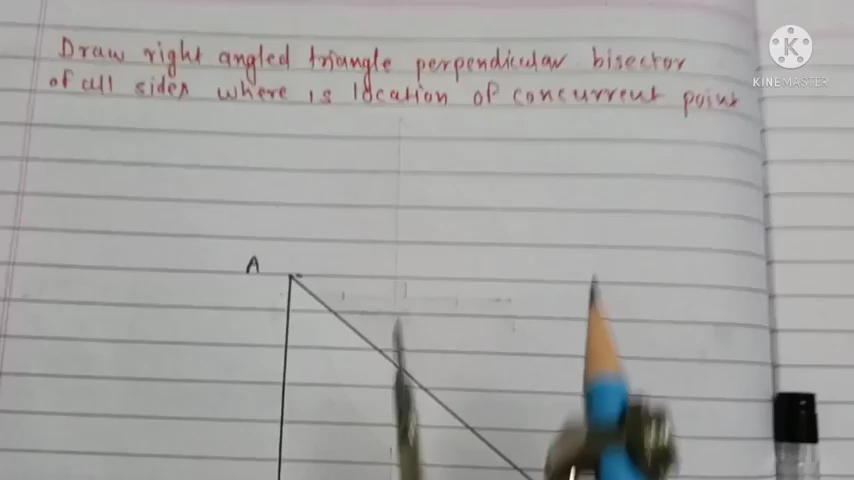 Draw right angled triangle perpendicular bisector
of all sides where is location of concurrent point
K
KINEMASTER
A